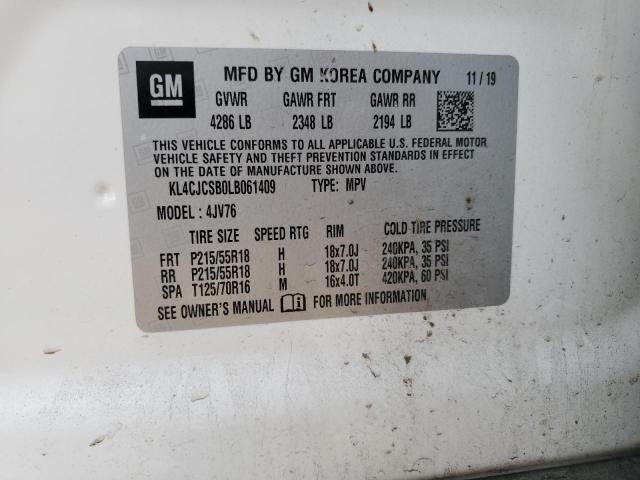 GM MFD BY GM KOREA COMPANY 11/19
GVWR GAWR FRT GAWR RR
4286 LB 2348 LB 2194 LB
THIS VEHICLE CONFORMS TO ALL APPLICABLE U.S. FEDERAL MOTOR
VEHICLE SAFETY AND THEFT PREVENTION STANDARDS IN EFFECT
ON THE DATE OF MANUFACTURE SHOWN ABOVE.
KL4CJCSB0LB061409 TYPE: MPV
MODEL: 4JV76
TIRE SIZE SPEED RTG RIM COLD TIRE PRESSURE
FRT P215/55R18 H 18x7.0J 240KPA, 35 PSI
RR P215/55R18 H 18x7.0J 240KPA, 35 PSI
SPA T125/70R16 M 16x4.0T 420KPA, 60 PSI
SEE OWNER'S MANUAL FOR MORE INFORMATION